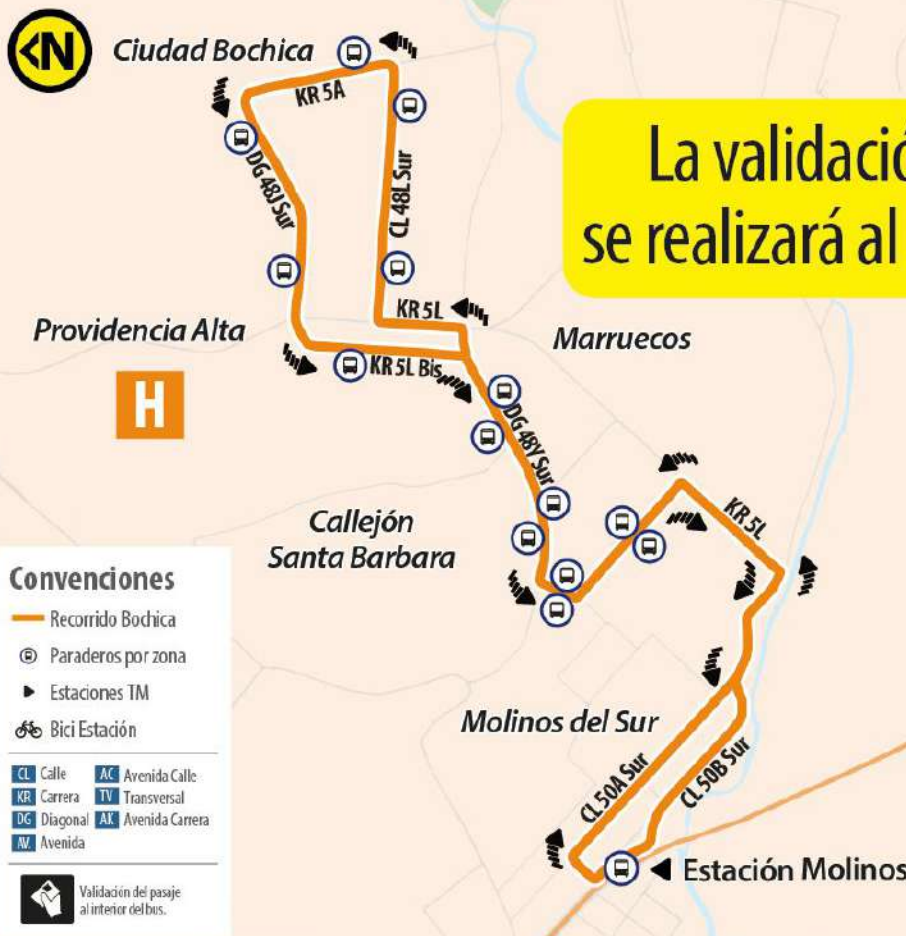 N
Ciudad Bochica
KR 5A
DG 48J Sur
CL 48L Sur
La validació
se realizará al
KR 5L
Providencia Alta
Marruecos
KR 5L Bis
H
DG 48Y Sur
Callejón
Santa Barbara
KR 5L
Convenciones
Recorrido Bochica
Paraderos por zona
Estaciones TM
Bici Estación
CL Calle
AC Avenida Calle
KR Carrera
TV Transversal
DG Diagonal
AK Avenida Carrera
AV. Avenida
Validación del pasaje
al interior del bus.
Molinos del Sur
CL 50A Sur
CL 50B Sur
Estación Molinos